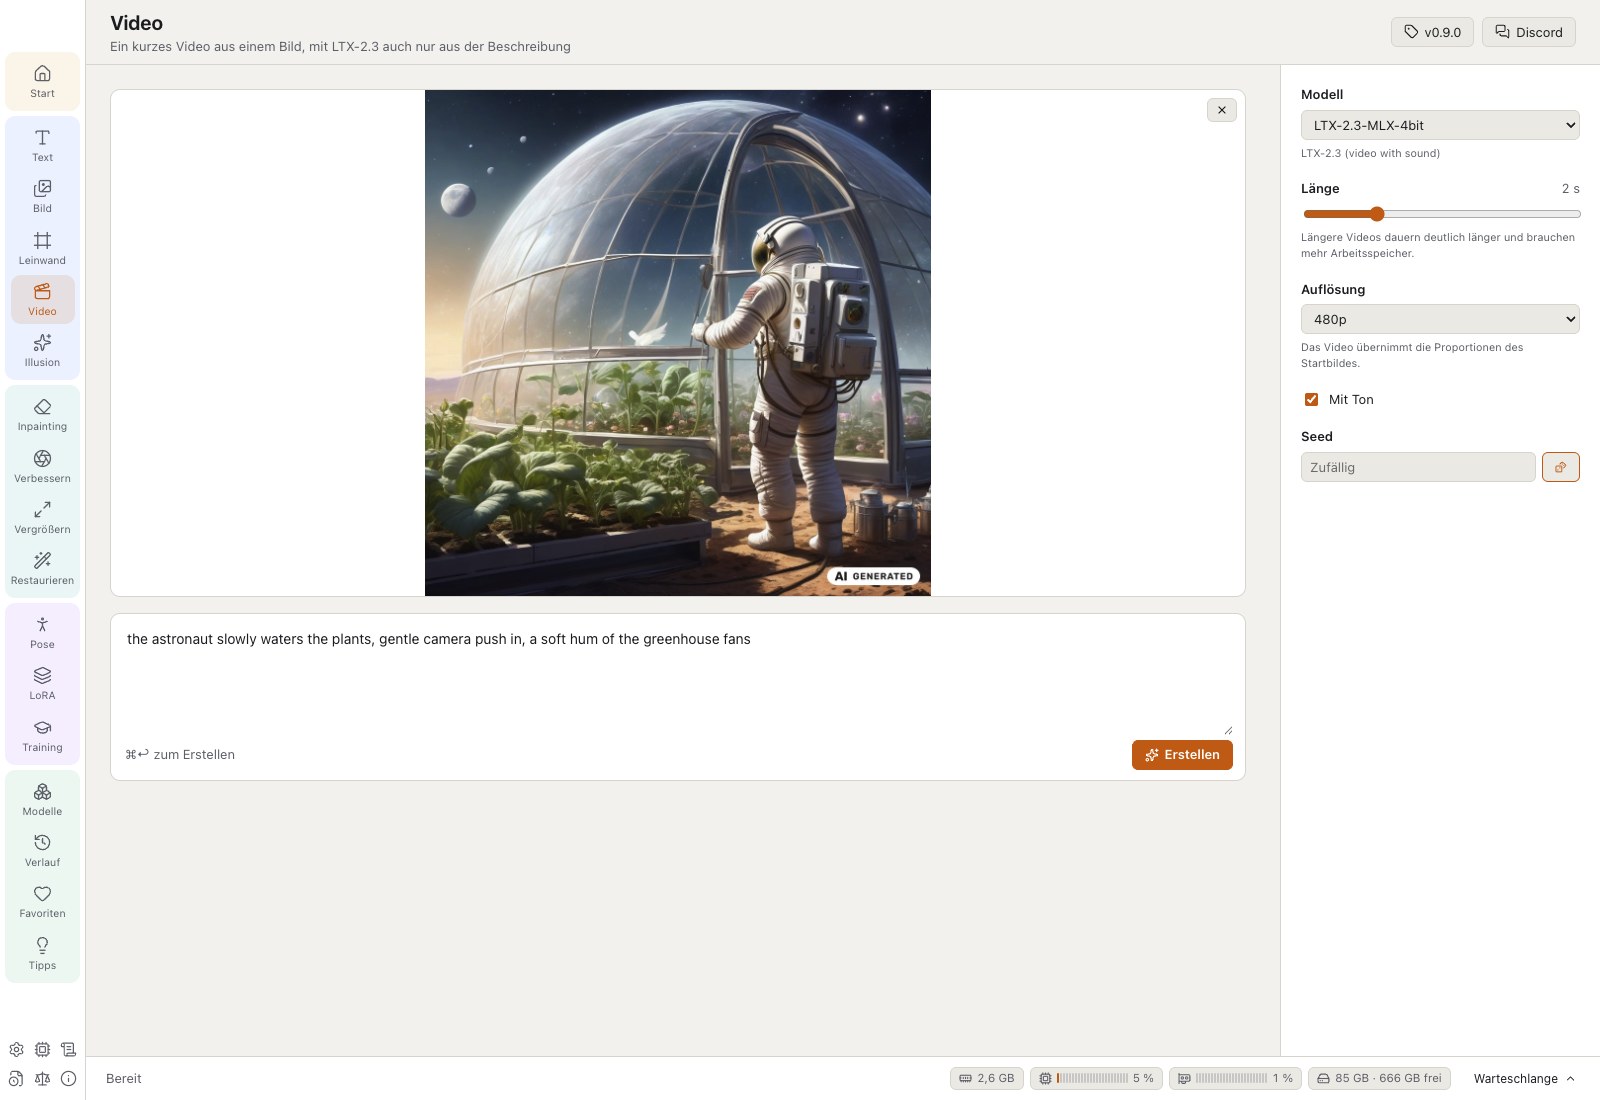 Video
Ein kurzes Video aus einem Bild, mit LTX-2.3 auch nur aus der Beschreibung
v0.9.0
Discord
Start
Text
Bild
Leinwand
Video
Illusion
Inpainting
Verbessern
Vergrößern
Restaurieren
Pose
LoRA
Training
Modelle
Verlauf
Favoriten
Tipps
AI GENERATED
the astronaut slowly waters the plants, gentle camera push in, a soft hum of the greenhouse fans
⌘↩ zum Erstellen
Erstellen
Modell
LTX-2.3-MLX-4bit
LTX-2.3 (video with sound)
Länge
2 s
Längere Videos dauern deutlich länger und brauchen
mehr Arbeitsspeicher.
Auflösung
480p
Das Video übernimmt die Proportionen des
Startbildes.
Mit Ton
Seed
Zufällig
Bereit
2,6 GB
5 %
1 %
85 GB · 666 GB frei
Warteschlange